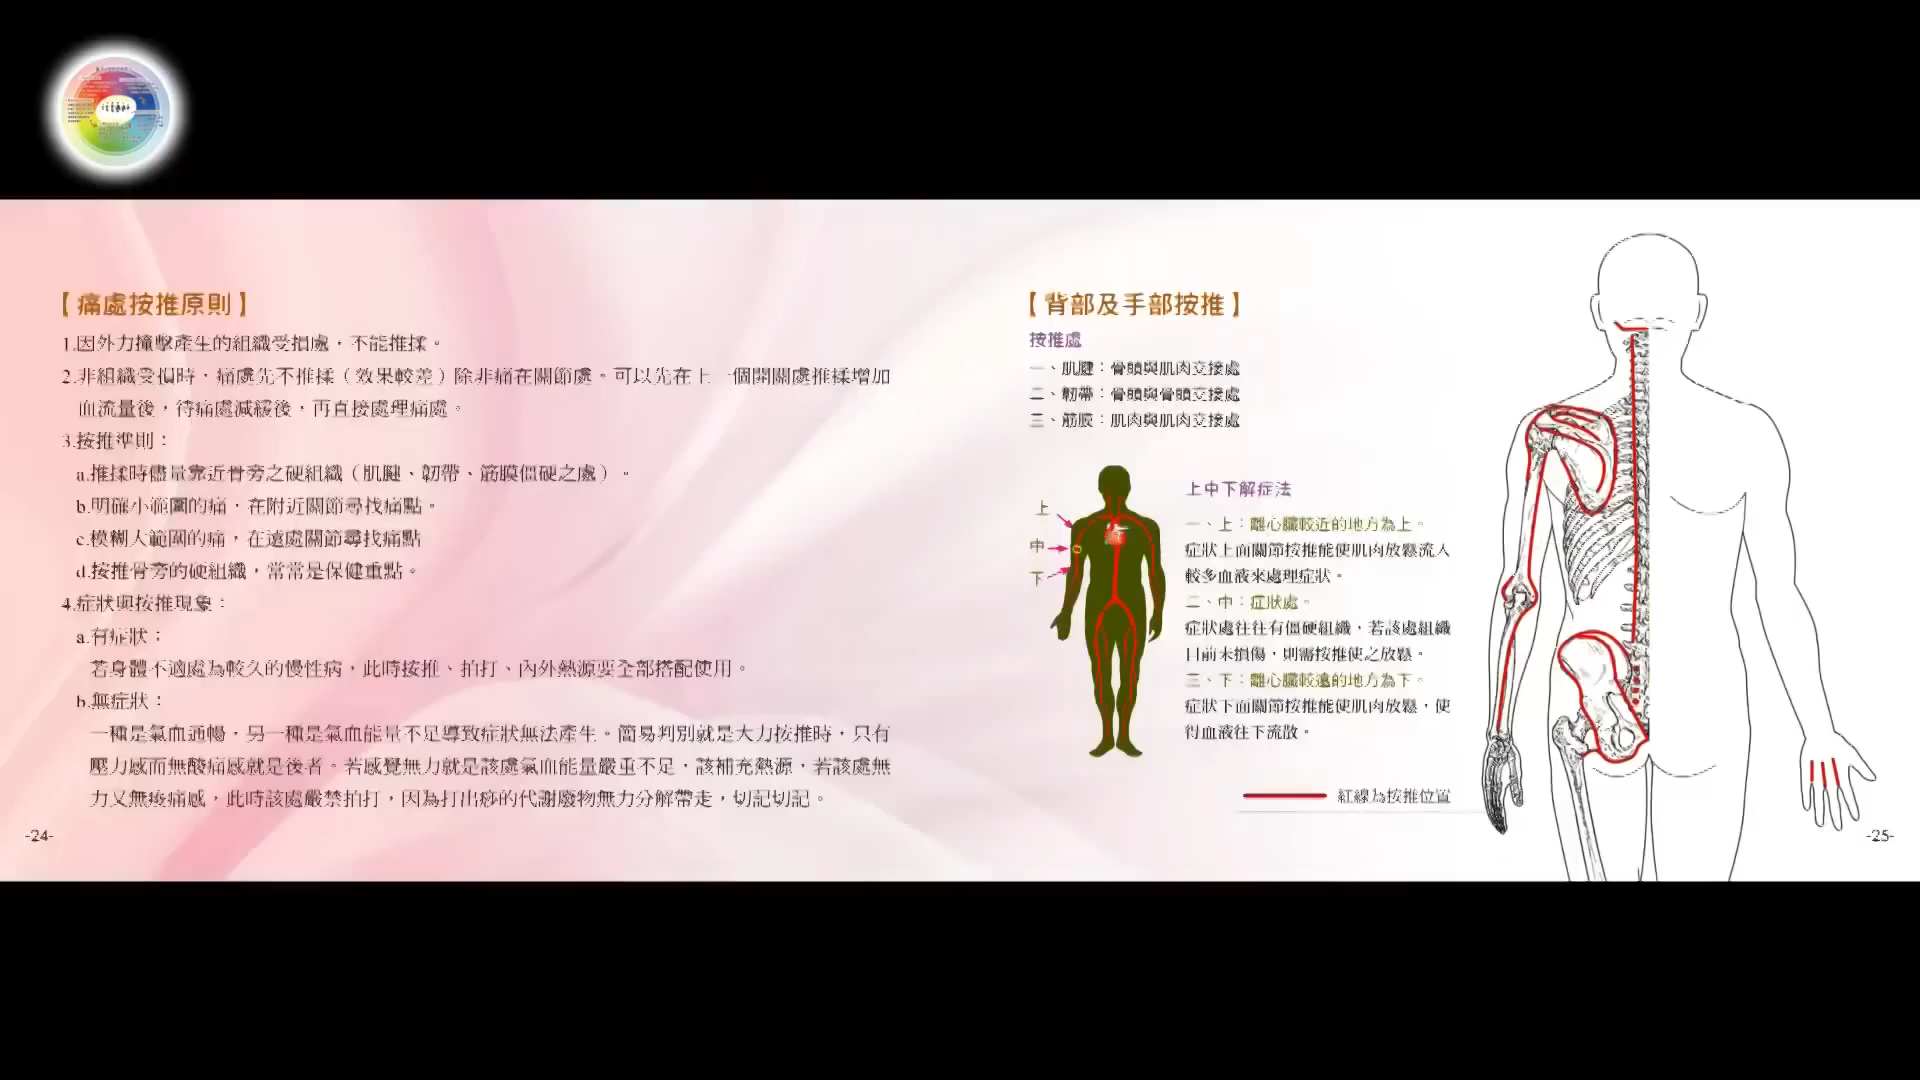 【痛處按推原則】
1.因外力撞擊產生的組織受損處，不能推揉。
2.非組織受損時，痛處先不推揉（效果較差）除非痛在關節處。可以先在上一個開關處推揉增加
血流量後，待痛處減緩後，再直接處理痛處。
3.按推準則：
a.推揉時儘量靠近骨旁之硬組織（肌腱、韌帶、筋膜僵硬之處）。
b.明確小範圍的痛，在附近關節尋找痛點。
c.模糊大範圍的痛，在遠處關節尋找痛點
d.按推骨旁的硬組織，常常是保健重點。
4.症狀與按推現象：
a.有症狀；
若身體不適處為較久的慢性病，此時按推、拍打、內外熱源要全部搭配使用。
b.無症狀：
一種是氣血通暢，另一種是氣血能量不足導致症狀無法產生。簡易判別就是大力按推時，只有
壓力感而無酸痛感就是後者。若感覺無力就是該處氣血能量嚴重不足，該補充熱源，若該處無
力又無痠痛感，此時該處嚴禁拍打，因為打出痧的代謝廢物無力分解帶走，切記切記。
-24-
【背部及手部按推】
按推處
一、肌腱：骨頭與肌肉交接處
二、韌帶：骨頭與骨頭交接處
三、筋膜：肌肉與肌肉交接處
上
中
下
上中下解症法
一、上：離心臟較近的地方為上。
症狀上面關節按推能使肌肉放鬆流入
較多血液來處理症狀。
二、中：症狀處。
症狀處往往有僵硬組織，若該處組織
目前未損傷，則需按推使之放鬆。
三、下：離心臟較遠的地方為下。
症狀下面關節按推能使肌肉放鬆，使
得血液往下流散。
紅線為按推位置
-25-